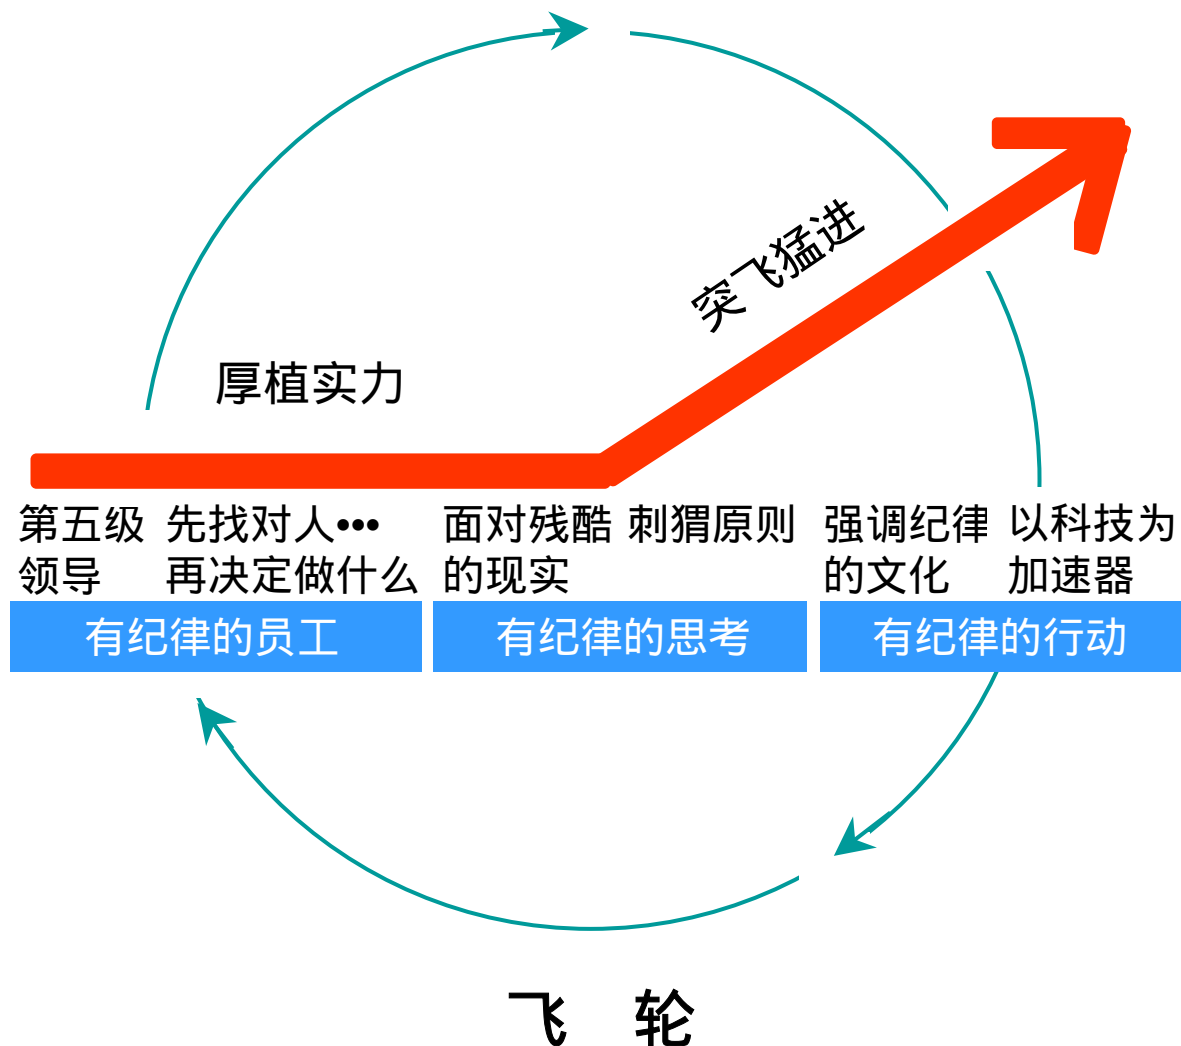 突飞猛进
厚植实力
第五级
领导
先找对人•••
再决定做什么
面对残酷
的现实
刺猬原则
强调纪律
的文化
以科技为
加速器
有纪律的员工
有纪律的思考
有纪律的行动
飞 轮